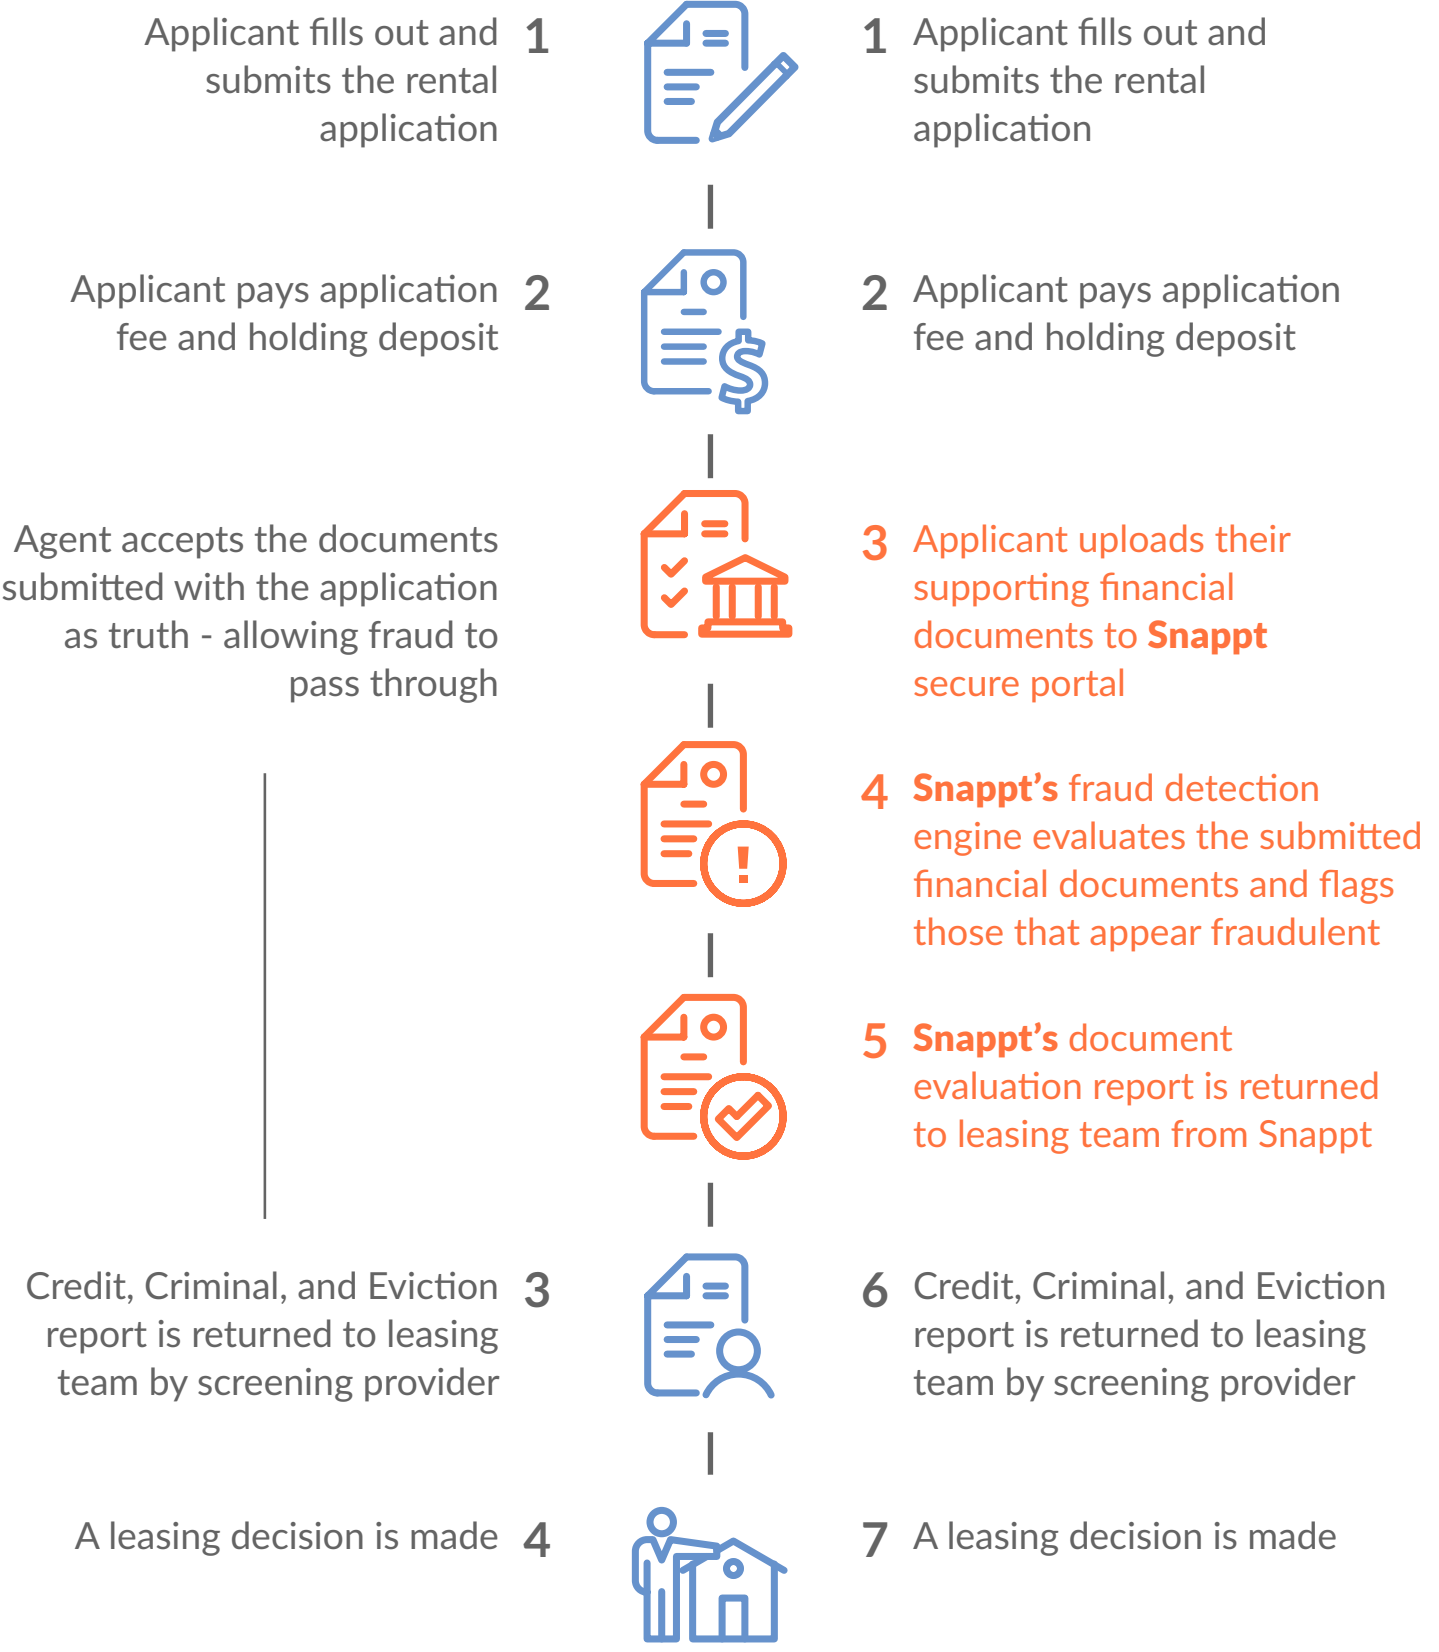 Applicant fills out and 1
submits the rental
application
1 Applicant fills out and
submits the rental
application
Applicant pays application 2
fee and holding deposit
2 Applicant pays application
fee and holding deposit
Agent accepts the documents
submitted with the application
as truth - allowing fraud to
pass through
3 Applicant uploads their
supporting financial
documents to Snappt
secure portal
!
4 Snappt’s fraud detection
engine evaluates the submitted
financial documents and flags
those that appear fraudulent
5 Snappt’s document
evaluation report is returned
to leasing team from Snappt
Credit, Criminal, and Eviction 3
report is returned to leasing
team by screening provider
6 Credit, Criminal, and Eviction
report is returned to leasing
team by screening provider
A leasing decision is made 4
7 A leasing decision is made